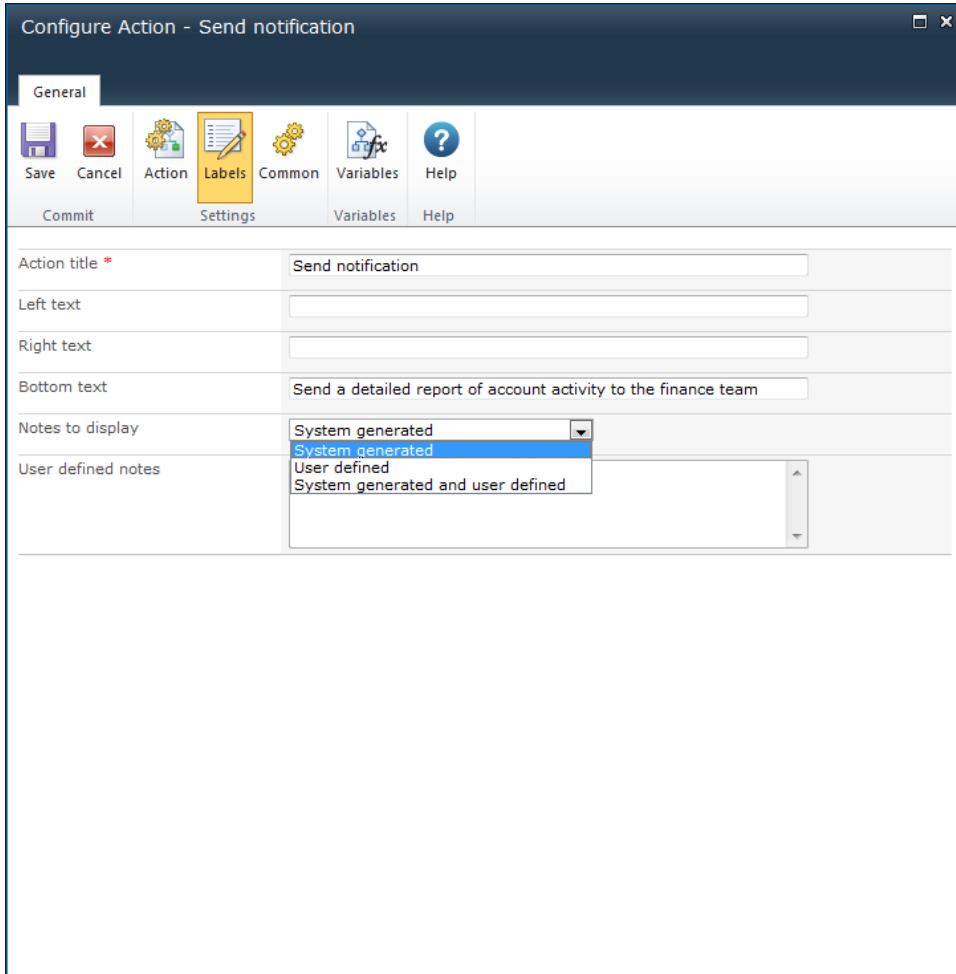 Configure Action - Send notification
General
Save Cancel Action Labels Common Variables Help
Commit Settings Variables Help
Action title * Send notification
Left text
Right text
Bottom text Send a detailed report of account activity to the finance team
Notes to display System generated
System generated
User defined notes User defined
System generated and user defined